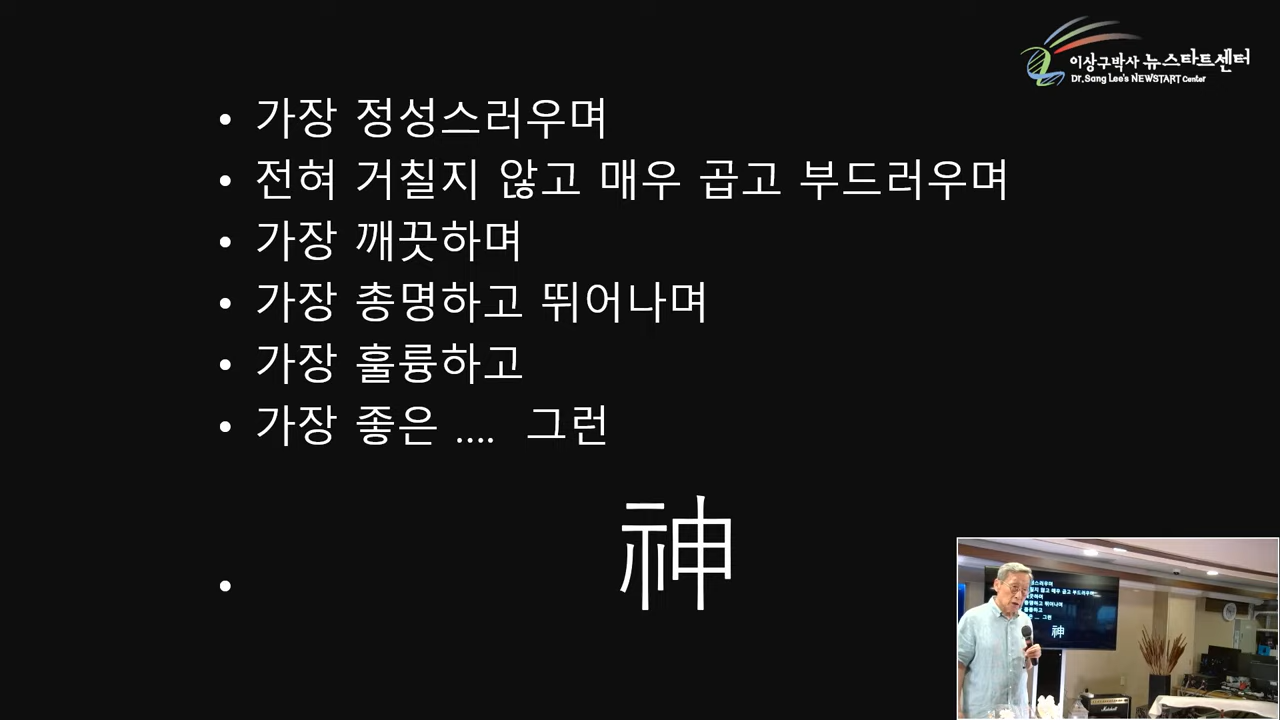 이상구박사 뉴스타트센터
Dr. Sang Lee's NEWSTART Center
• 가장 정성스러우며
• 전혀 거칠지 않고 매우 곱고 부드러우며
• 가장 깨끗하며
• 가장 총명하고 뛰어나며
• 가장 훌륭하고
• 가장 좋은 .... 그런
• 神
Marshall